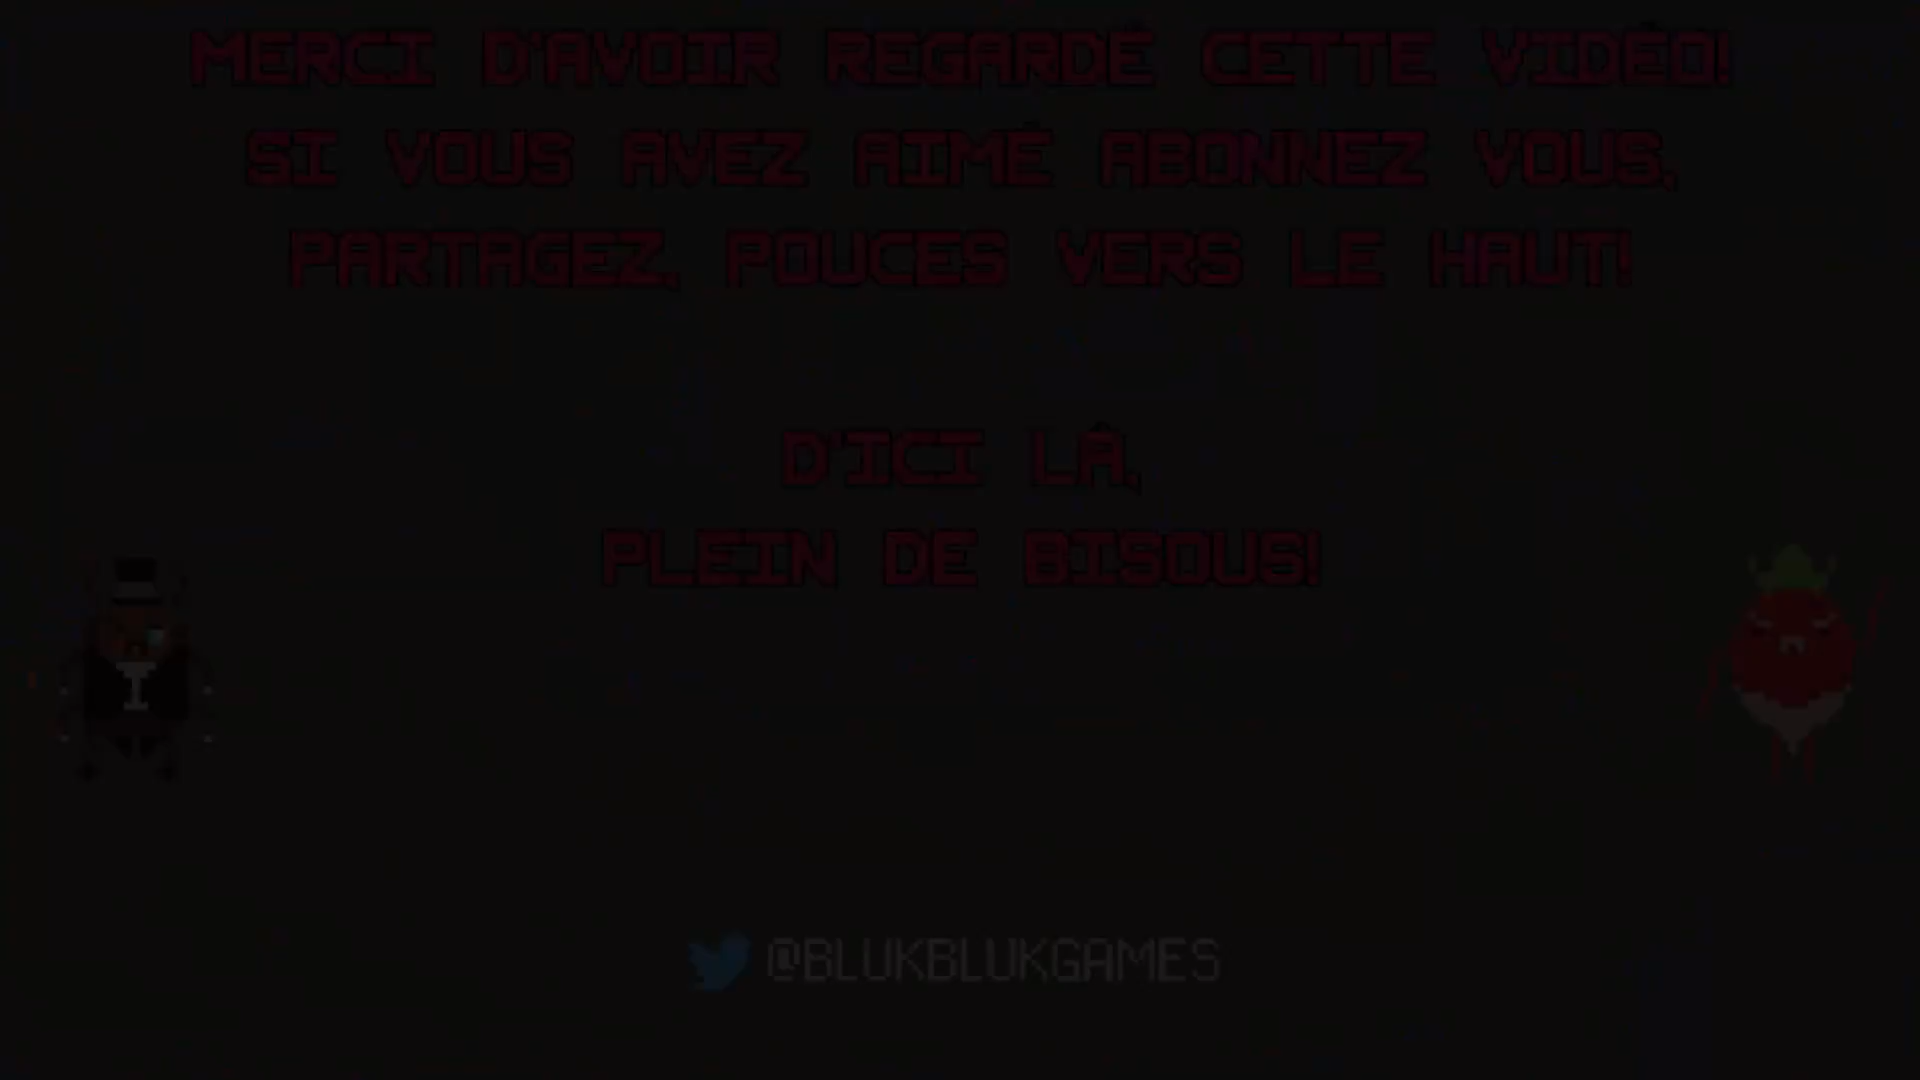 MERCI D'AVOIR REGARDÉ CETTE VIDÉO!
SI VOUS AVEZ AIMÉ ABONNEZ VOUS,
PARTAGEZ, POUCES VERS LE HAUT!
D'ICI LÀ,
PLEIN DE BISOUS!
@BLUKBLUKGAMES